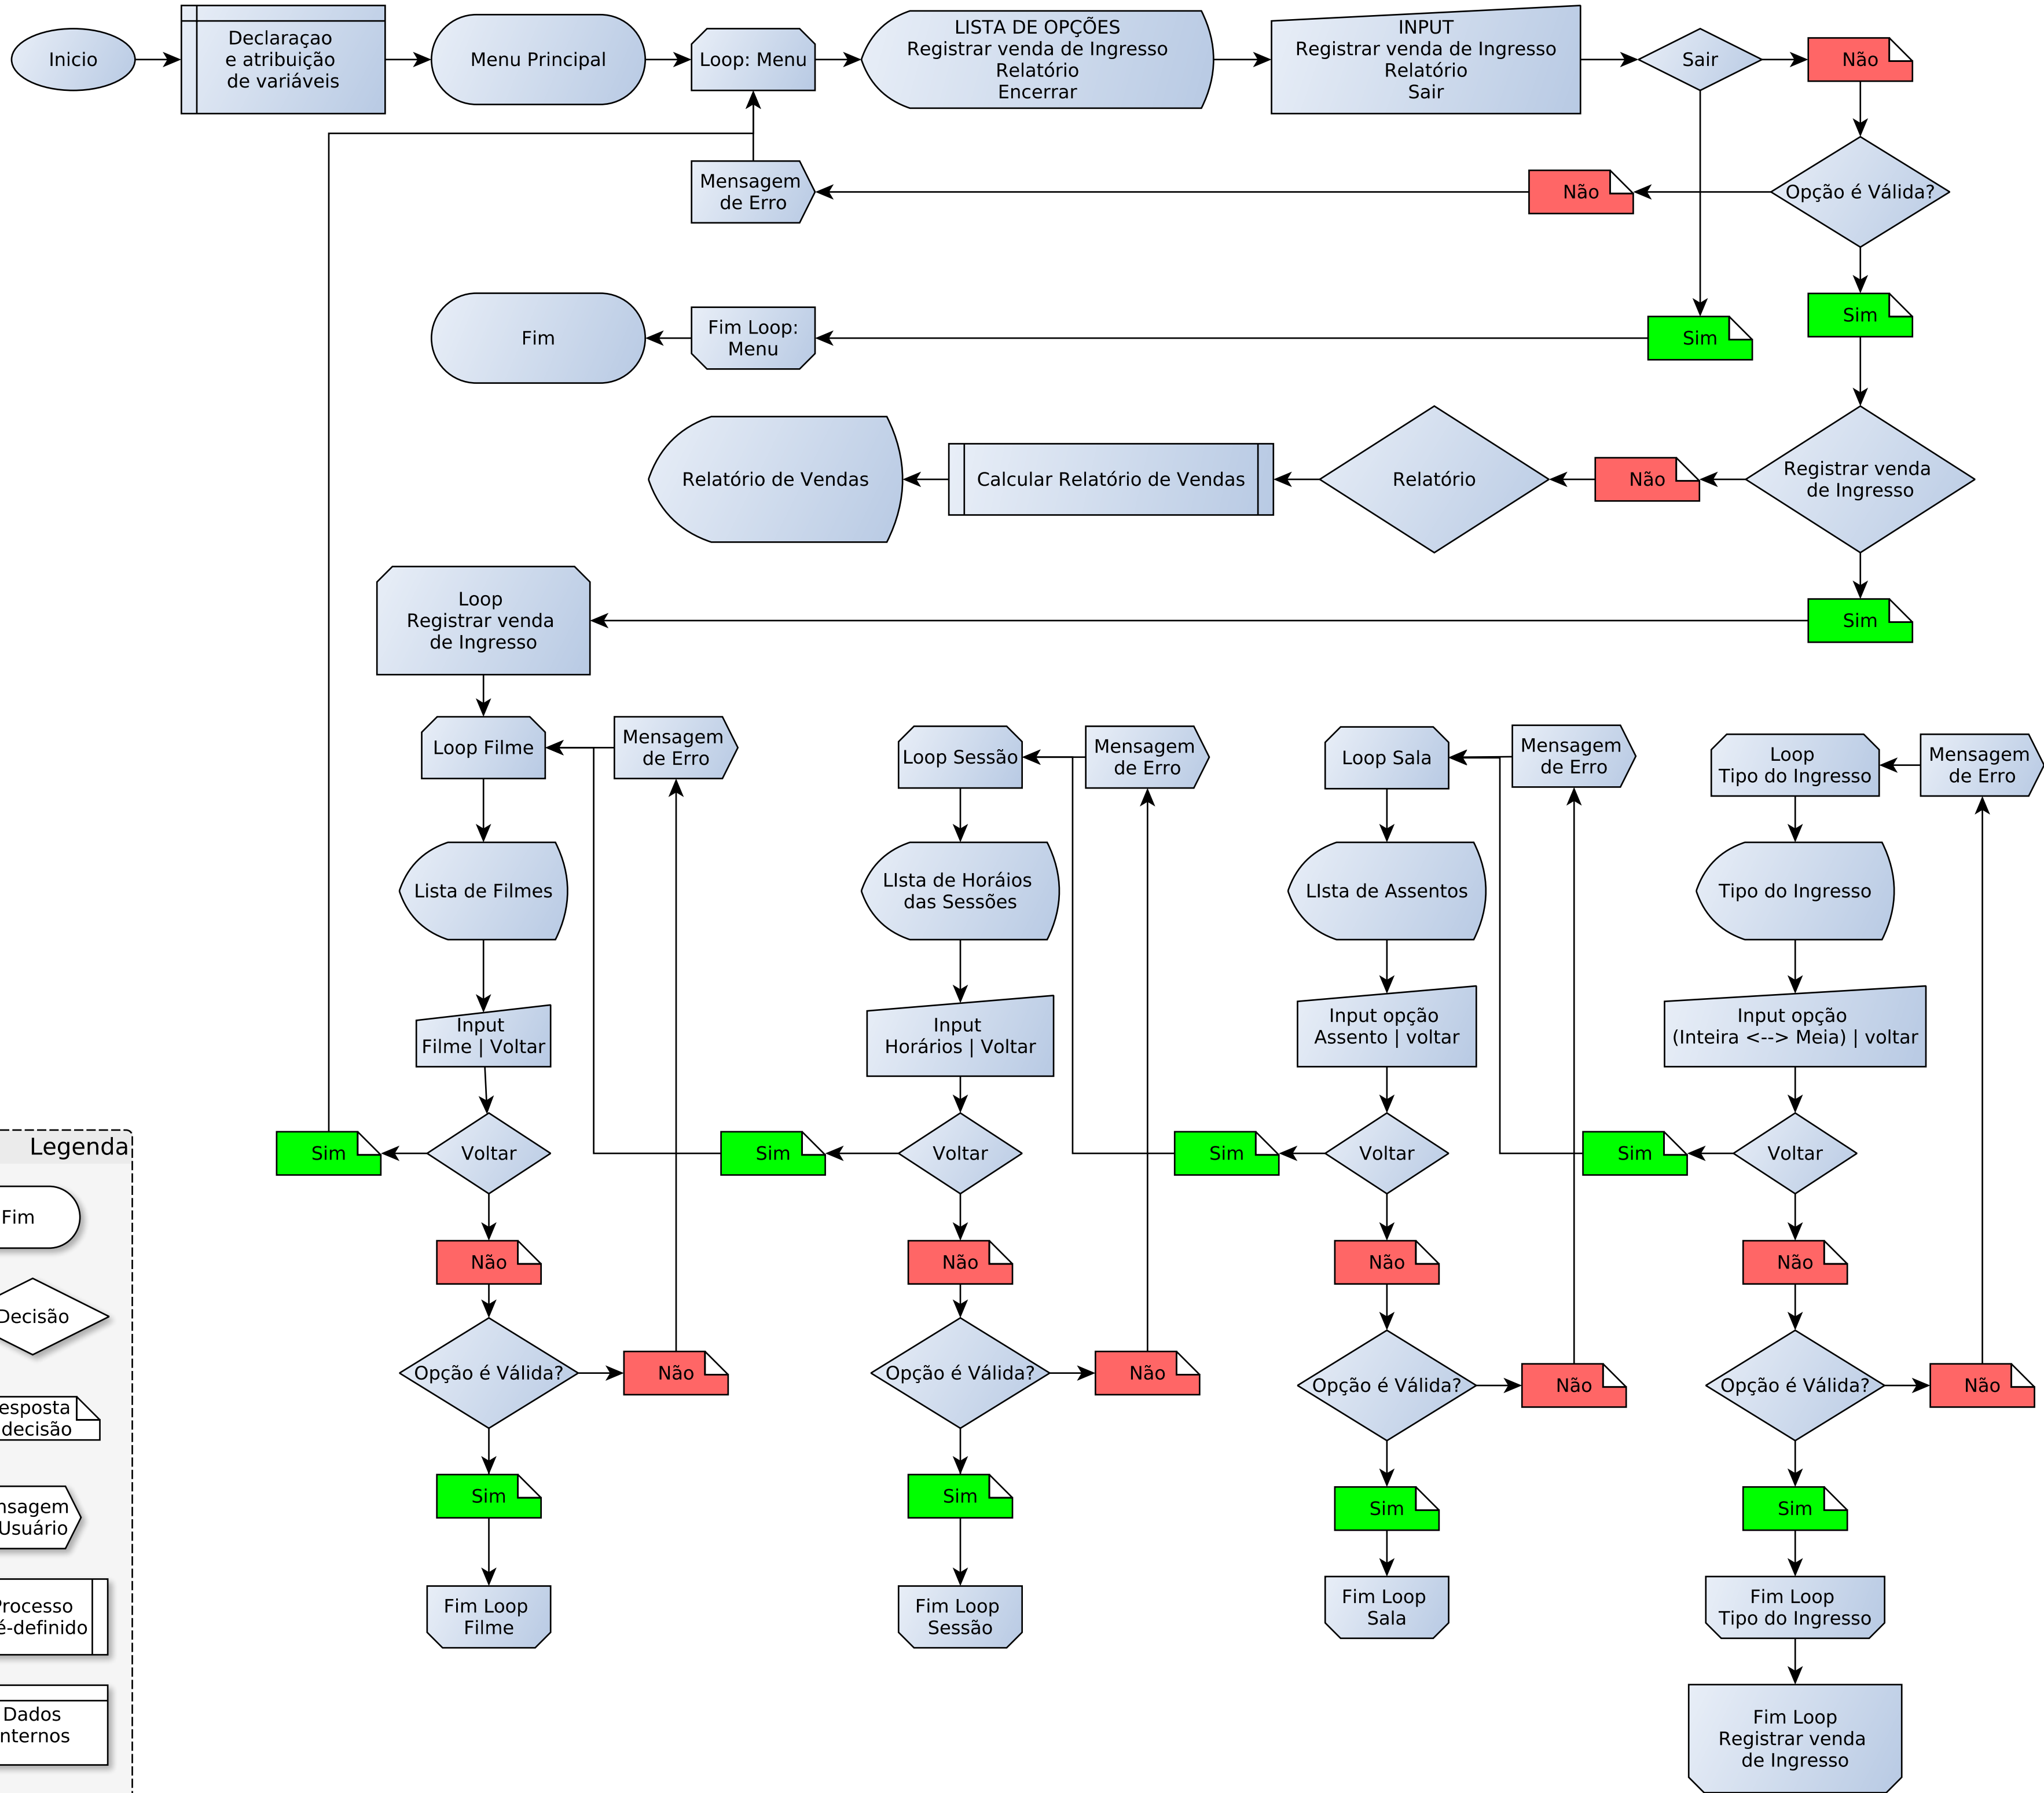 Inicio
Declaraçao
e atribuição
de variáveis
Menu Principal
Loop: Menu
LISTA DE OPÇÕES
Registrar venda de Ingresso
Relatório
Encerrar
INPUT
Registrar venda de Ingresso
Relatório
Sair
Sair
Não
Mensagem
de Erro
Não
Opção é Válida?
Fim
Fim Loop:
Menu
Sim
Sim
Relatório de Vendas
Calcular Relatório de Vendas
Relatório
Não
Registrar venda
de Ingresso
Loop
Registrar venda
de Ingresso
Sim
Loop Filme
Mensagem
de Erro
Loop Sessão
Mensagem
de Erro
Loop Sala
Mensagem
de Erro
Loop
Tipo do Ingresso
Mensagem
de Erro
Lista de Filmes
LIsta de Horáios
das Sessões
LIsta de Assentos
Tipo do Ingresso
Input
Filme | Voltar
Input
Horários | Voltar
Input opção
Assento | voltar
Input opção
(Inteira <--> Meia) | voltar
Sim
Voltar
Sim
Voltar
Sim
Voltar
Sim
Voltar
Não
Não
Não
Não
Opção é Válida?
Não
Opção é Válida?
Não
Opção é Válida?
Não
Opção é Válida?
Não
Sim
Sim
Sim
Sim
Fim Loop
Filme
Fim Loop
Sessão
Fim Loop
Sala
Fim Loop
Tipo do Ingresso
Fim Loop
Registrar venda
de Ingresso
Legenda
Fim
Decisão
esposta
decisão
nsagem
Usuário
Processo
é-definido
Dados
nternos